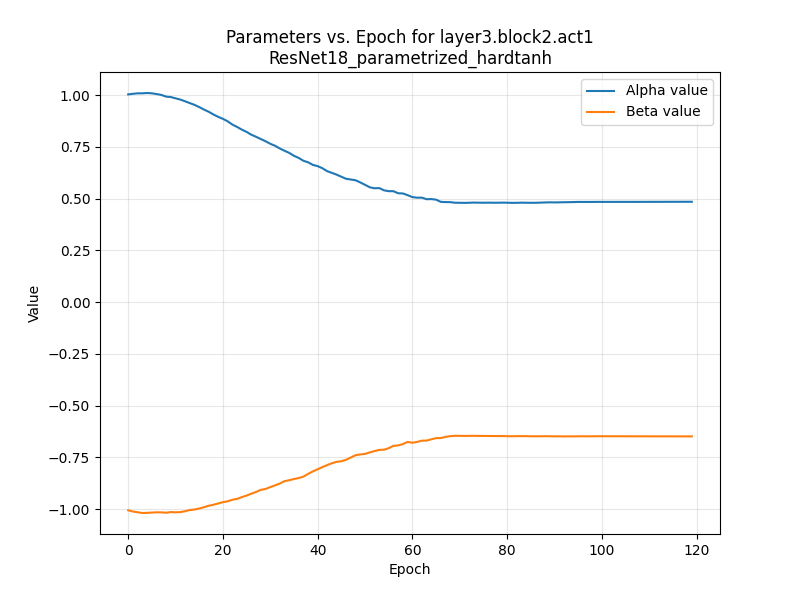 Parameters vs. Epoch for layer3.block2.act1
ResNet18_parametrized_hardtanh
Alpha value
Beta value
1.00
0.75
0.50
0.25
0.00
−0.25
−0.50
−0.75
−1.00
Value
0 20 40 60 80 100 120
Epoch